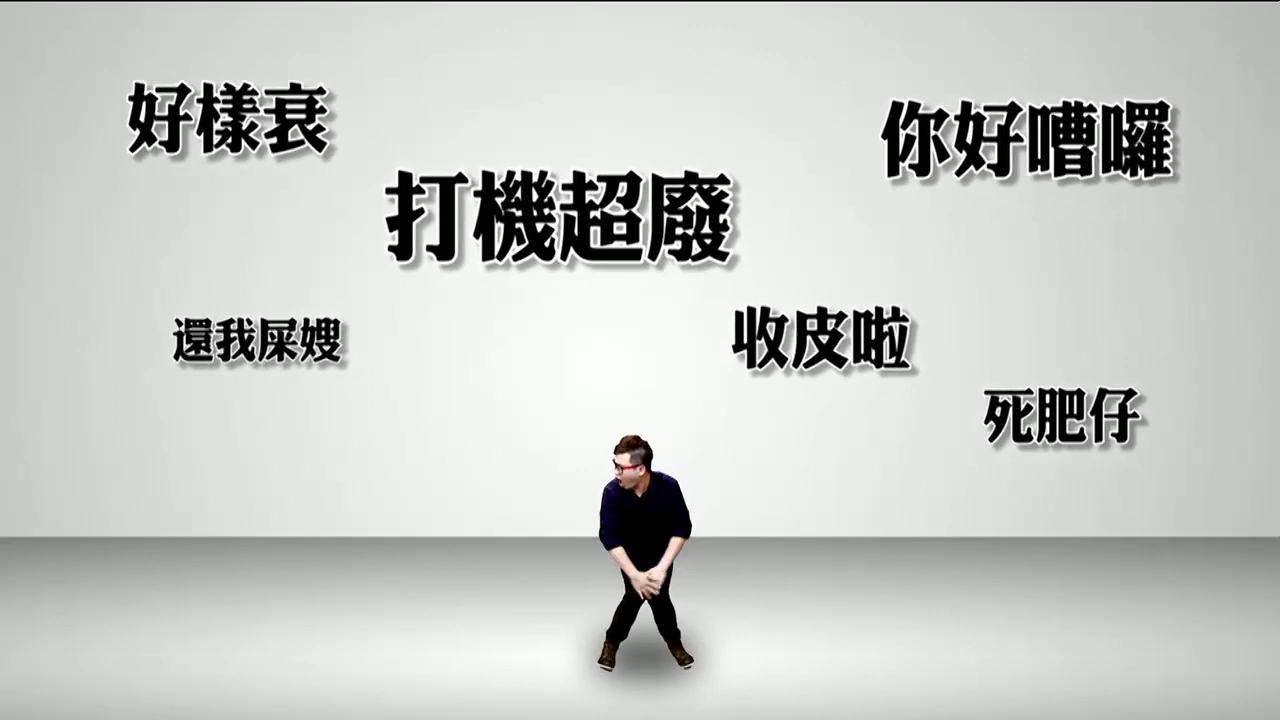 好樣衰
你好嘈囉
打機超廢
還我屎嫂
收皮啦
死肥仔